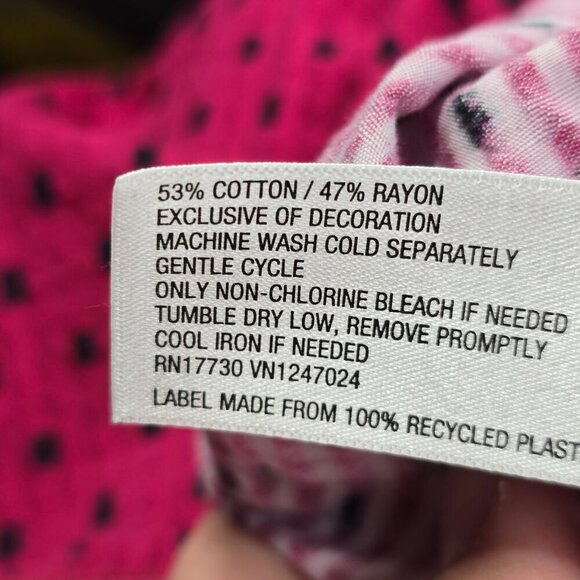 53% COTTON / 47% RAYON
EXCLUSIVE OF DECORATION
MACHINE WASH COLD SEPARATELY
GENTLE CYCLE
ONLY NON-CHLORINE BLEACH IF NEEDED
TUMBLE DRY LOW, REMOVE PROMPTLY
COOL IRON IF NEEDED
RN17730 VN1247024
LABEL MADE FROM 100% RECYCLED PLAST